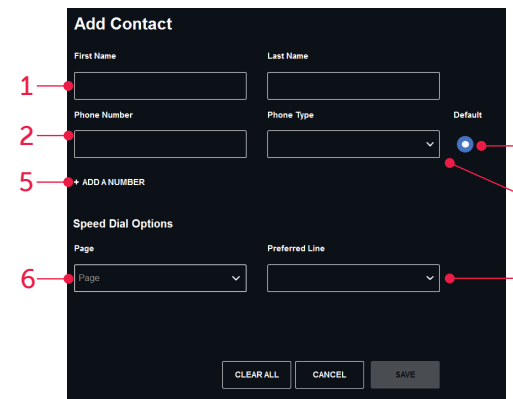 Add Contact
First Name Last Name
1
Phone Number Phone Type Default
2
5 + ADD A NUMBER
Speed Dial Options
Page Preferred Line
6 Page
CLEAR ALL CANCEL SAVE